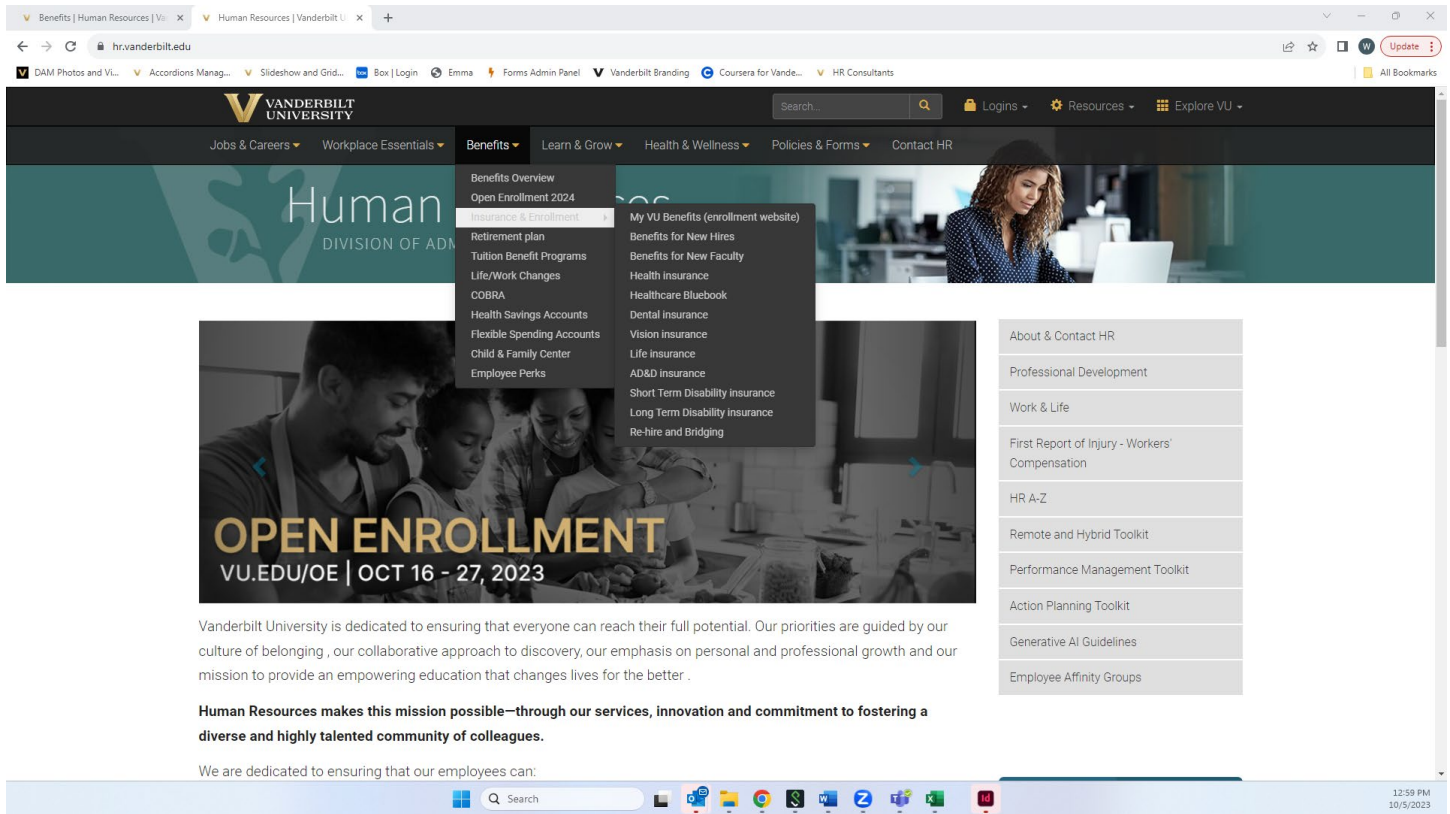 Benefits | Human Resources | Va
Human Resources | Vanderbilt U
hr.vanderbilt.edu
W
Update
DAM Photos and Vi...
Accordions Manag...
Slideshow and Grid...
Box | Login
Emma
Forms Admin Panel
Vanderbilt Branding
Coursera for Vande...
HR Consultants
All Bookmarks
VANDERBILT
UNIVERSITY
Search...
Logins
Resources
Explore VU
Jobs & Careers
Workplace Essentials
Benefits
Learn & Grow
Health & Wellness
Policies & Forms
Contact HR
Human
DIVISION OF ADM
Benefits Overview
Open Enrollment 2024
Insurance & Enrollment
Retirement plan
Tuition Benefit Programs
Life/Work Changes
COBRA
Health Savings Accounts
Flexible Spending Accounts
Child & Family Center
Employee Perks
My VU Benefits (enrollment website)
Benefits for New Hires
Benefits for New Faculty
Health insurance
Healthcare Bluebook
Dental insurance
Vision insurance
Life insurance
AD&D insurance
Short Term Disability insurance
Long Term Disability insurance
Re-hire and Bridging
OPEN ENROLLMENT
VU.EDU/OE | OCT 16 - 27, 2023
About & Contact HR
Professional Development
Work & Life
First Report of Injury - Workers'
Compensation
HR A-Z
Remote and Hybrid Toolkit
Performance Management Toolkit
Action Planning Toolkit
Generative AI Guidelines
Employee Affinity Groups
Vanderbilt University is dedicated to ensuring that everyone can reach their full potential. Our priorities are guided by our
culture of belonging , our collaborative approach to discovery, our emphasis on personal and professional growth and our
mission to provide an empowering education that changes lives for the better .
Human Resources makes this mission possible—through our services, innovation and commitment to fostering a
diverse and highly talented community of colleagues.
We are dedicated to ensuring that our employees can:
Search
12:59 PM
10/5/2023